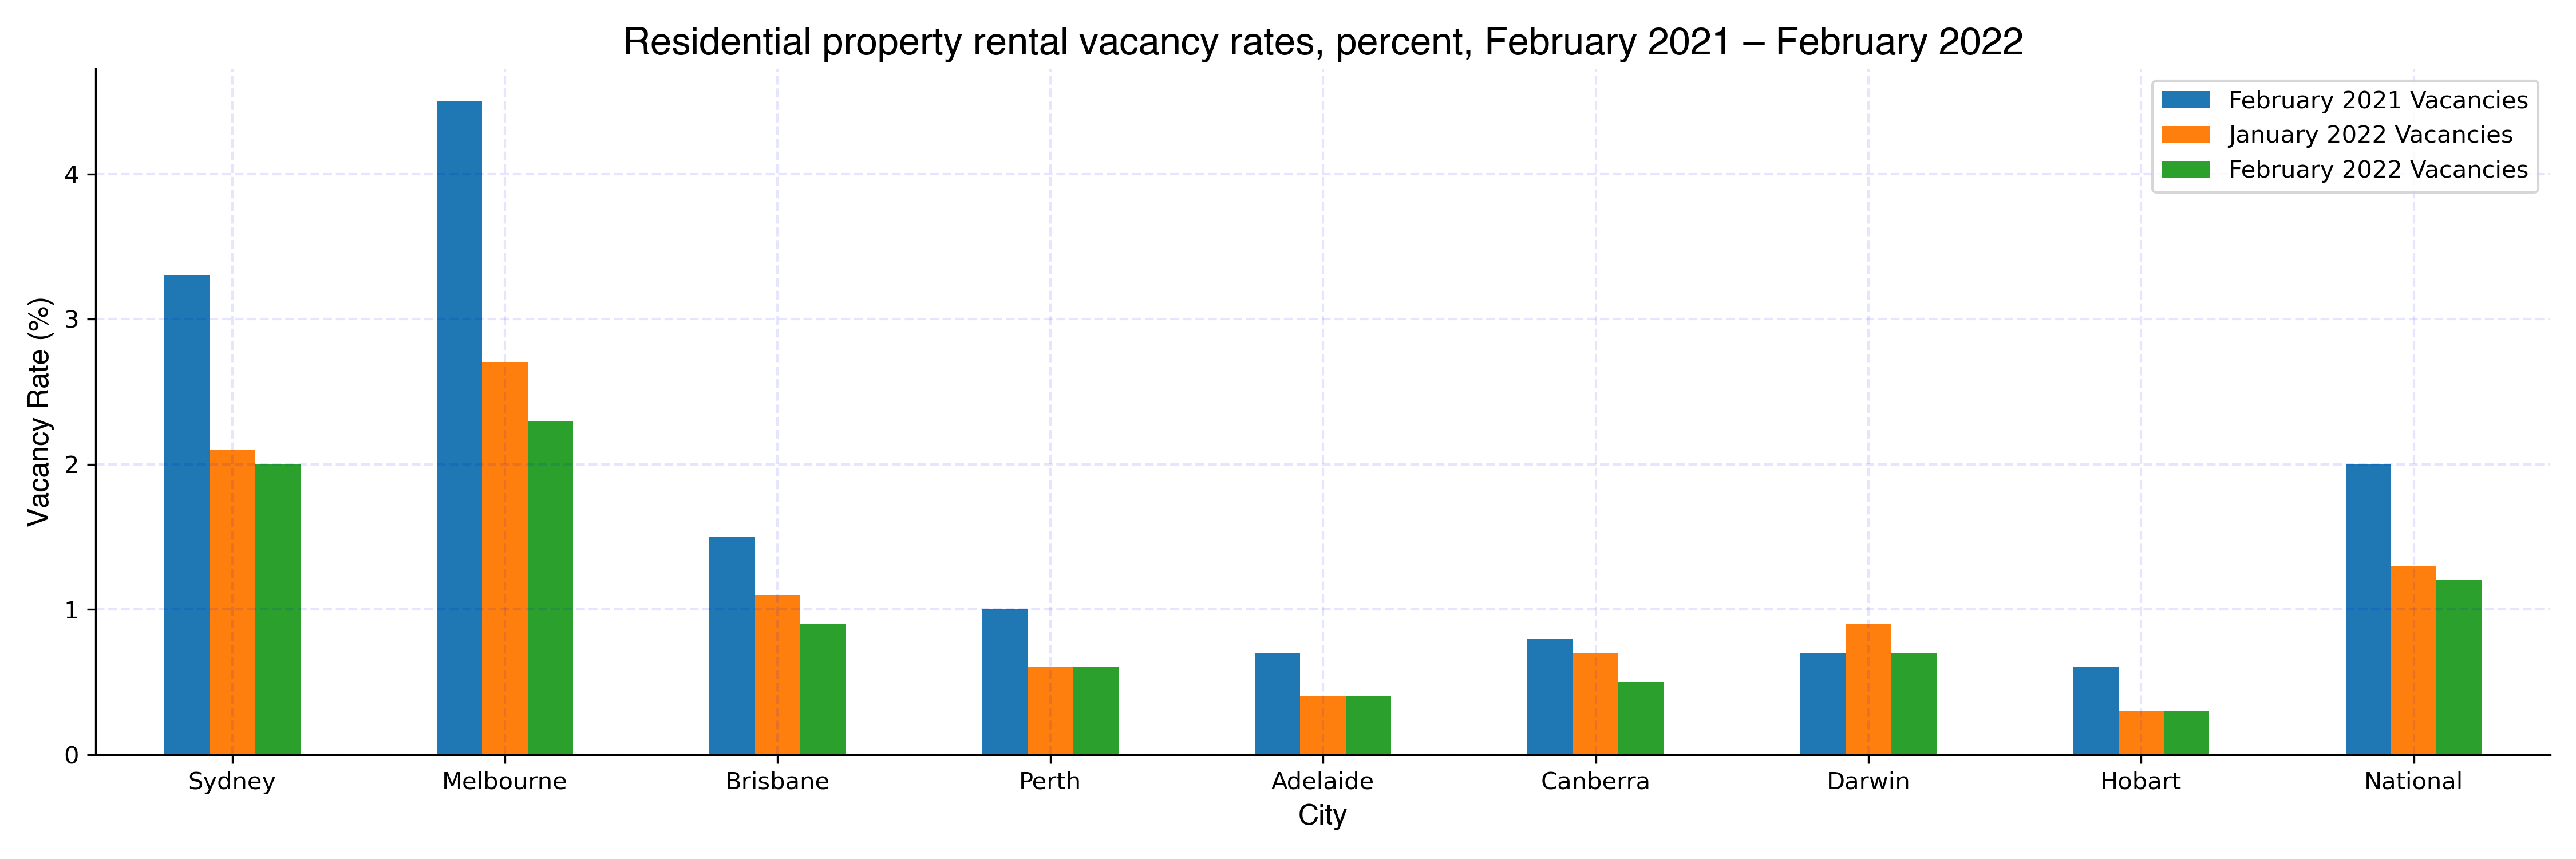 Residential property rental vacancy rates, percent, February 2021 – February 2022
February 2021 Vacancies
January 2022 Vacancies
February 2022 Vacancies
Vacancy Rate (%)
4
3
2
1
0
Sydney Melbourne Brisbane Perth Adelaide Canberra Darwin Hobart National
City